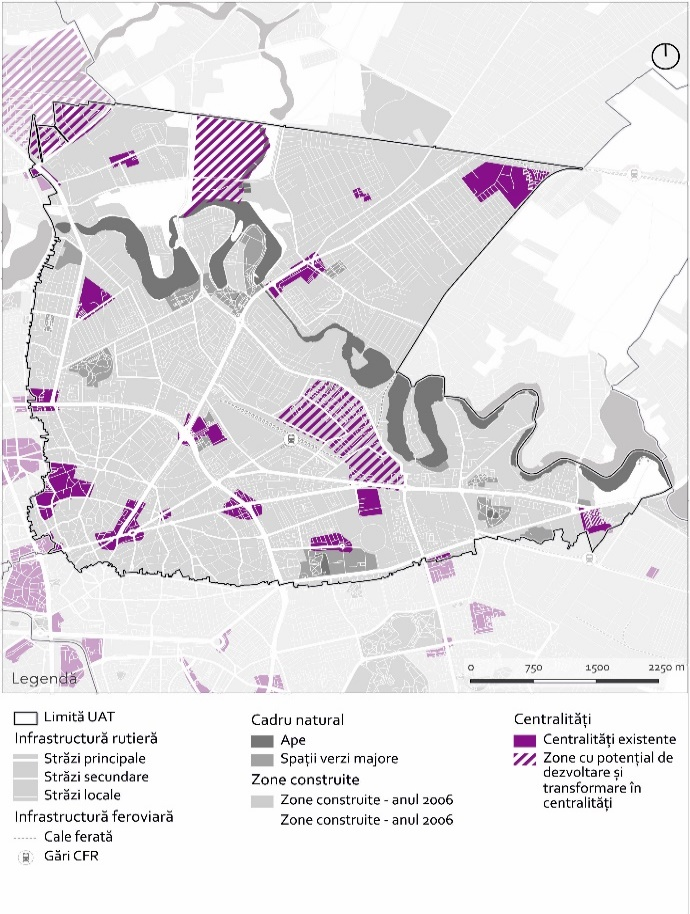 0 750 1500 2250 m
Legendă
Limită UAT
Infrastructură rutieră
Străzi principale
Străzi secundare
Străzi locale
Infrastructură feroviară
Cale ferată
Gări CFR
Cadru natural
Ape
Spații verzi majore
Zone construite
Zone construite - anul 2006
Zone construite - anul 2006
Centralități
Centralități existente
Zone cu potențial de
dezvoltare și
transformare în
centralități